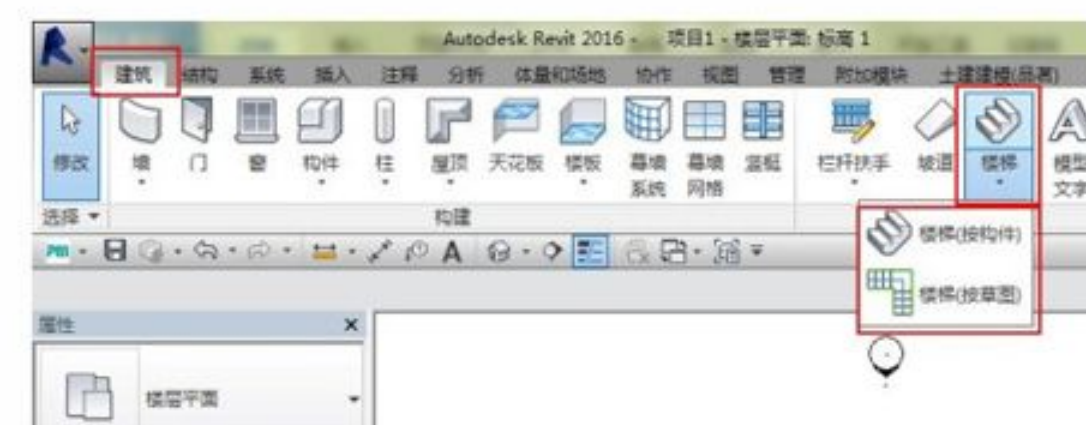 Autodesk Revit 2016 - 项目1 - 楼层平面: 标高 1
建筑 结构 系统 插入 注释 分析 体量和场地 协作 视图 管理 附加模块 土建建模(品茗)
修改 墙 门 窗 构件 柱 屋顶 天花板 楼板 幕墙 幕墙 竖梃 栏杆扶手 坡道 楼梯 模型
系统 网格 文字
选择 构建
PM A
楼梯(按构件)
楼梯(按草图)
属性
楼层平面